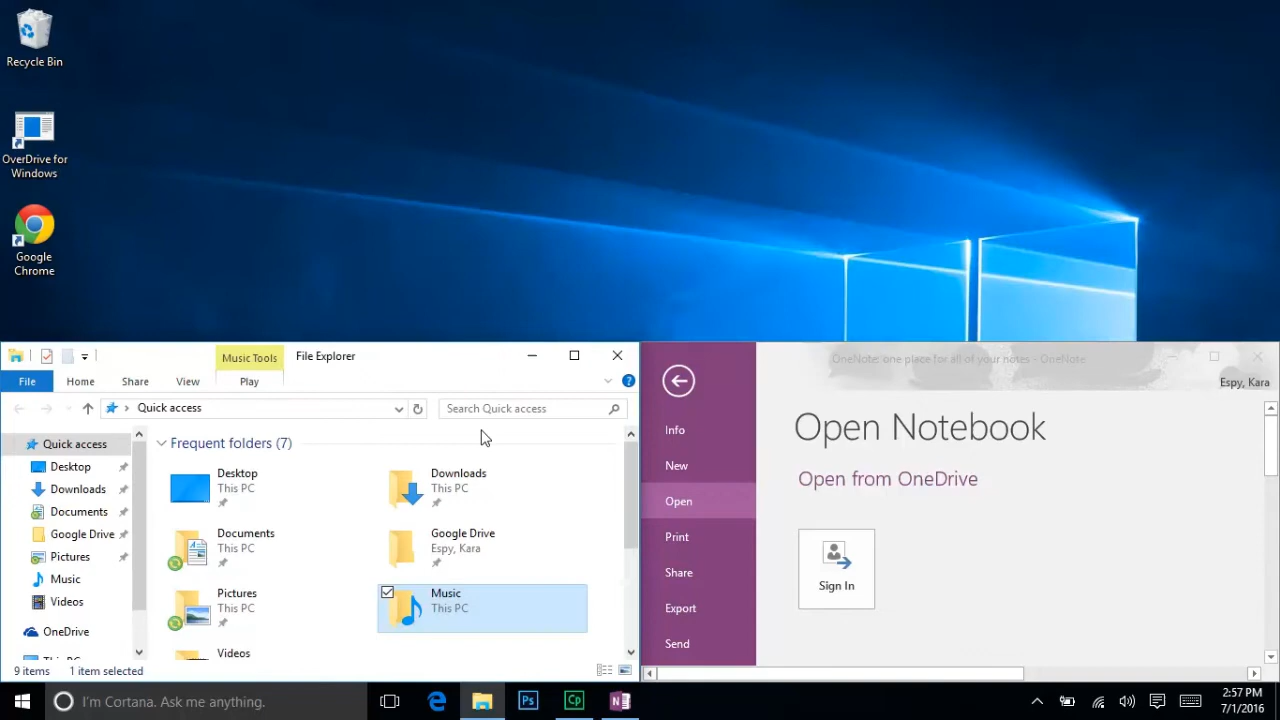 Recycle Bin
OverDrive for
Windows
Google
Chrome
Music Tools
File Explorer
File
Home
Share
View
Play
Quick access
Search Quick access
Quick access
Desktop
Downloads
Documents
Google Drive
Pictures
Music
Videos
OneDrive
Frequent folders (7)
Desktop
This PC
Downloads
This PC
Documents
This PC
Google Drive
Espy, Kara
Pictures
This PC
Music
This PC
Videos
9 items
1 item selected
OneNote: one place for all of your notes - OneNote
Espy, Kara
Info
New
Open
Print
Share
Export
Send
Open Notebook
Open from OneDrive
Sign In
I'm Cortana. Ask me anything.
Ps
Cp
N
2:57 PM
7/1/2016